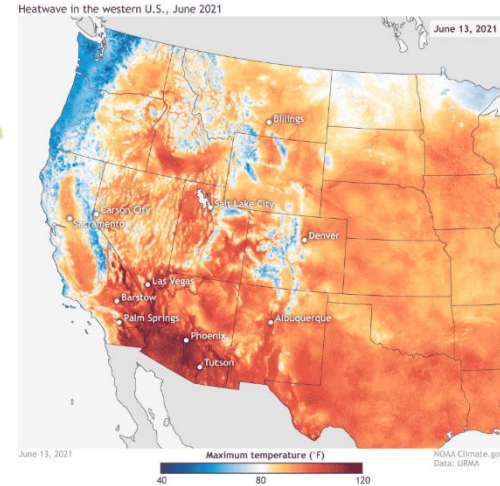 Heatwave in the western U.S., June 2021
June 13, 2021
Billings
Salt Lake City
Carson City
Sacramento
Denver
Las Vegas
Barstow
Palm Springs
Albuquerque
Phoenix
Tucson
June 13, 2021
Maximum temperature (°F)
NOAA Climate.go
Data: URMA
40 80 120